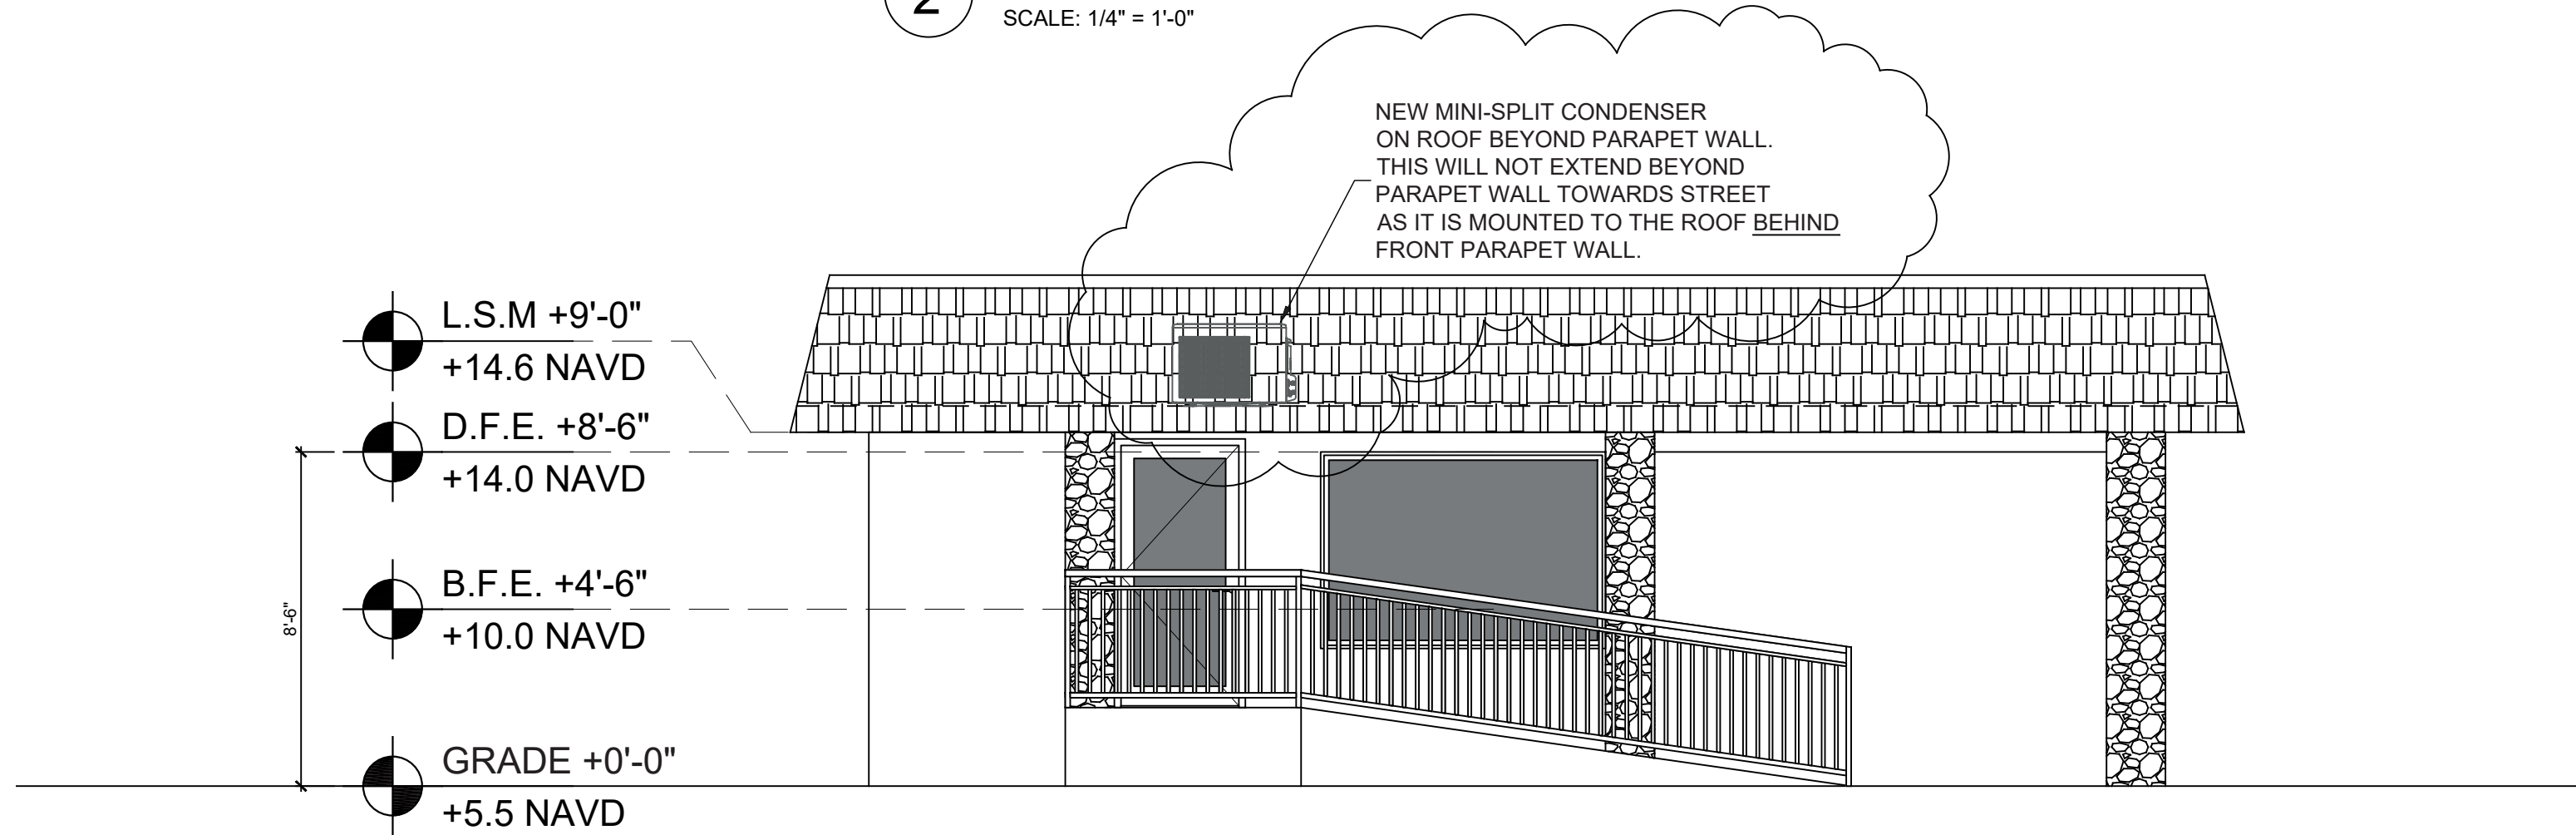 2
SCALE: 1/4" = 1'-0"
NEW MINI-SPLIT CONDENSER
ON ROOF BEYOND PARAPET WALL.
THIS WILL NOT EXTEND BEYOND
PARAPET WALL TOWARDS STREET
AS IT IS MOUNTED TO THE ROOF BEHIND
FRONT PARAPET WALL.
L.S.M +9'-0"
+14.6 NAVD
D.F.E. +8'-6"
+14.0 NAVD
B.F.E. +4'-6"
+10.0 NAVD
8'-6"
GRADE +0'-0"
+5.5 NAVD